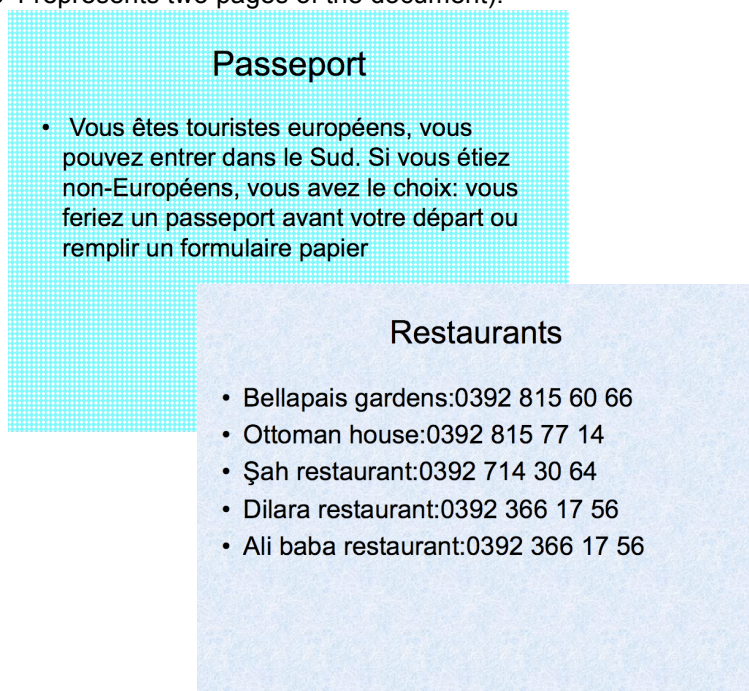 1 represents two pages of the document).
Passeport
• Vous êtes touristes européens, vous
pouvez entrer dans le Sud. Si vous étiez
non-Européens, vous avez le choix: vous
feriez un passeport avant votre départ ou
remplir un formulaire papier
Restaurants
• Bellapais gardens:0392 815 60 66
• Ottoman house:0392 815 77 14
• Şah restaurant:0392 714 30 64
• Dilara restaurant:0392 366 17 56
• Ali baba restaurant:0392 366 17 56